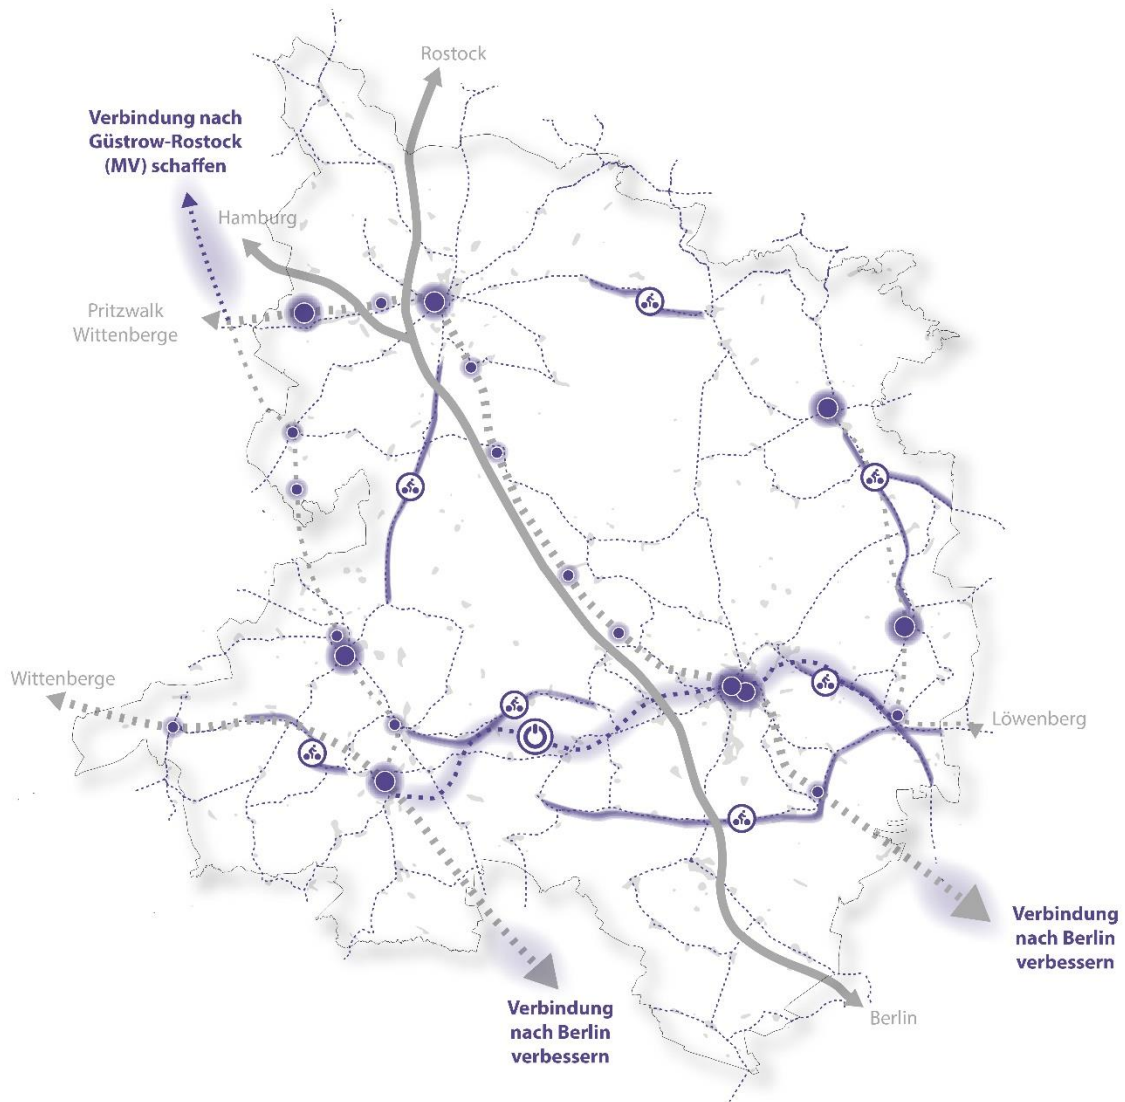 Rostock
Verbindung nach
Güstrow-Rostock
(MV) schaffen
Hamburg
Pritzwalk
Wittenberge
Wittenberge
Löwenberg
Verbindung
nach Berlin
verbessern
Verbindung
nach Berlin
verbessern
Berlin